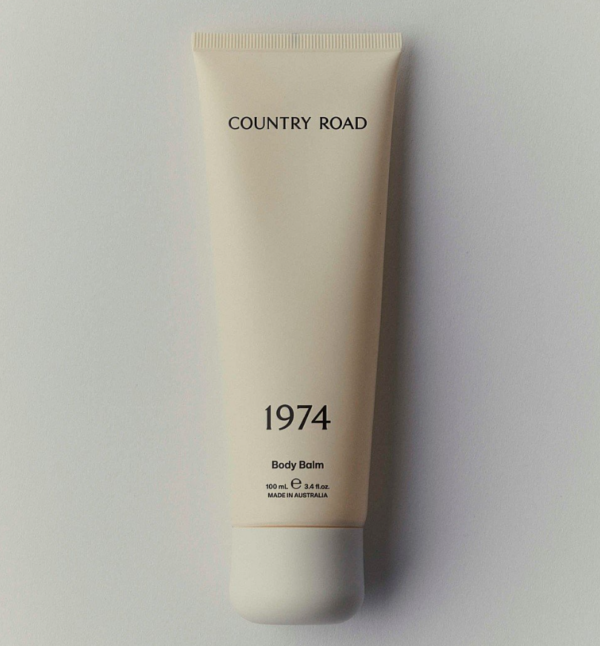 COUNTRY ROAD
1974
Body Balm
100 mL ℮ 3.4 fl.oz.
MADE IN AUSTRALIA